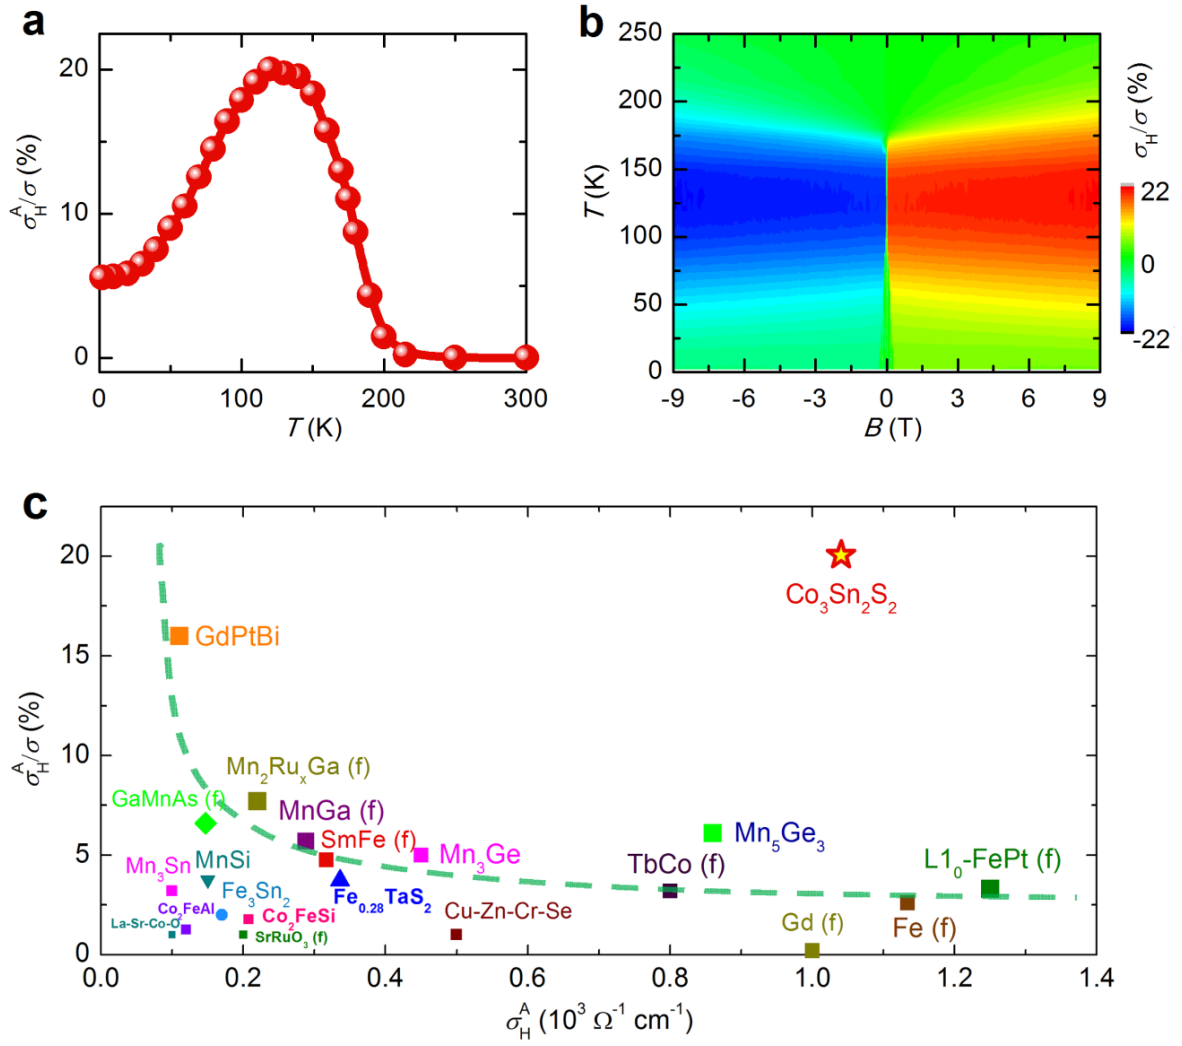 a
σ_H^A/σ (%)
20
10
0
0 100 200 300
T (K)
b
T (K)
250
200
150
100
50
0
-9 -6 -3 0 3 6 9
B (T)
σ_H/σ (%)
22
0
-22
c
σ_H^A/σ (%)
20
15
10
5
0
Co₃Sn₂S₂
GdPtBi
Mn₂RuₓGa (f)
GaMnAs (f)
MnGa (f)
SmFe (f)
Mn₅Ge₃
Mn₃Ge
TbCo (f)
L1₀-FePt (f)
Mn₃Sn
MnSi
Fe₃Sn₂
Fe₀.₂₈TaS₂
Co₂FeAl
Co₂FeSi
Cu-Zn-Cr-Se
Gd (f)
Fe (f)
La-Sr-Co-O
SrRuO₃ (f)
0.0 0.2 0.4 0.6 0.8 1.0 1.2 1.4
σ_H^A (10³ Ω⁻¹ cm⁻¹)